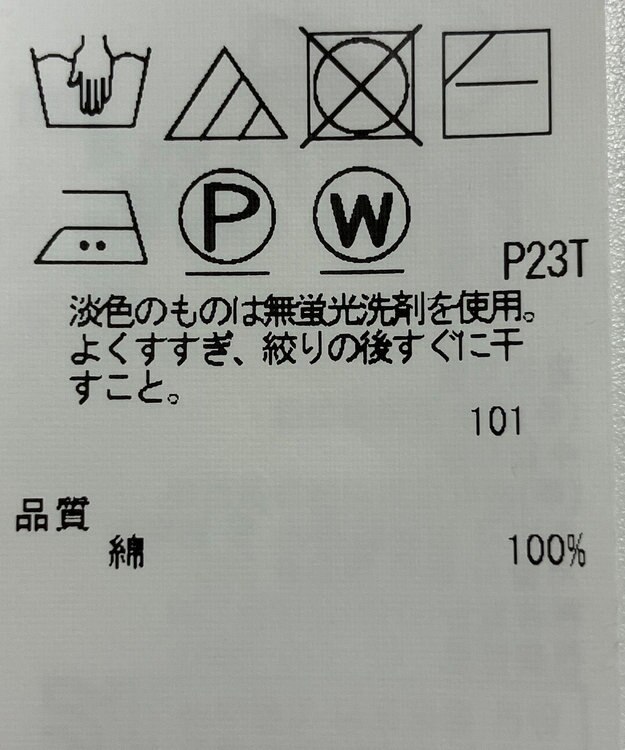 P W
P23T
淡色のものは無蛍光洗剤を使用。
よくすすぎ、絞りの後すぐに干
すこと。
101
品質
綿 100%